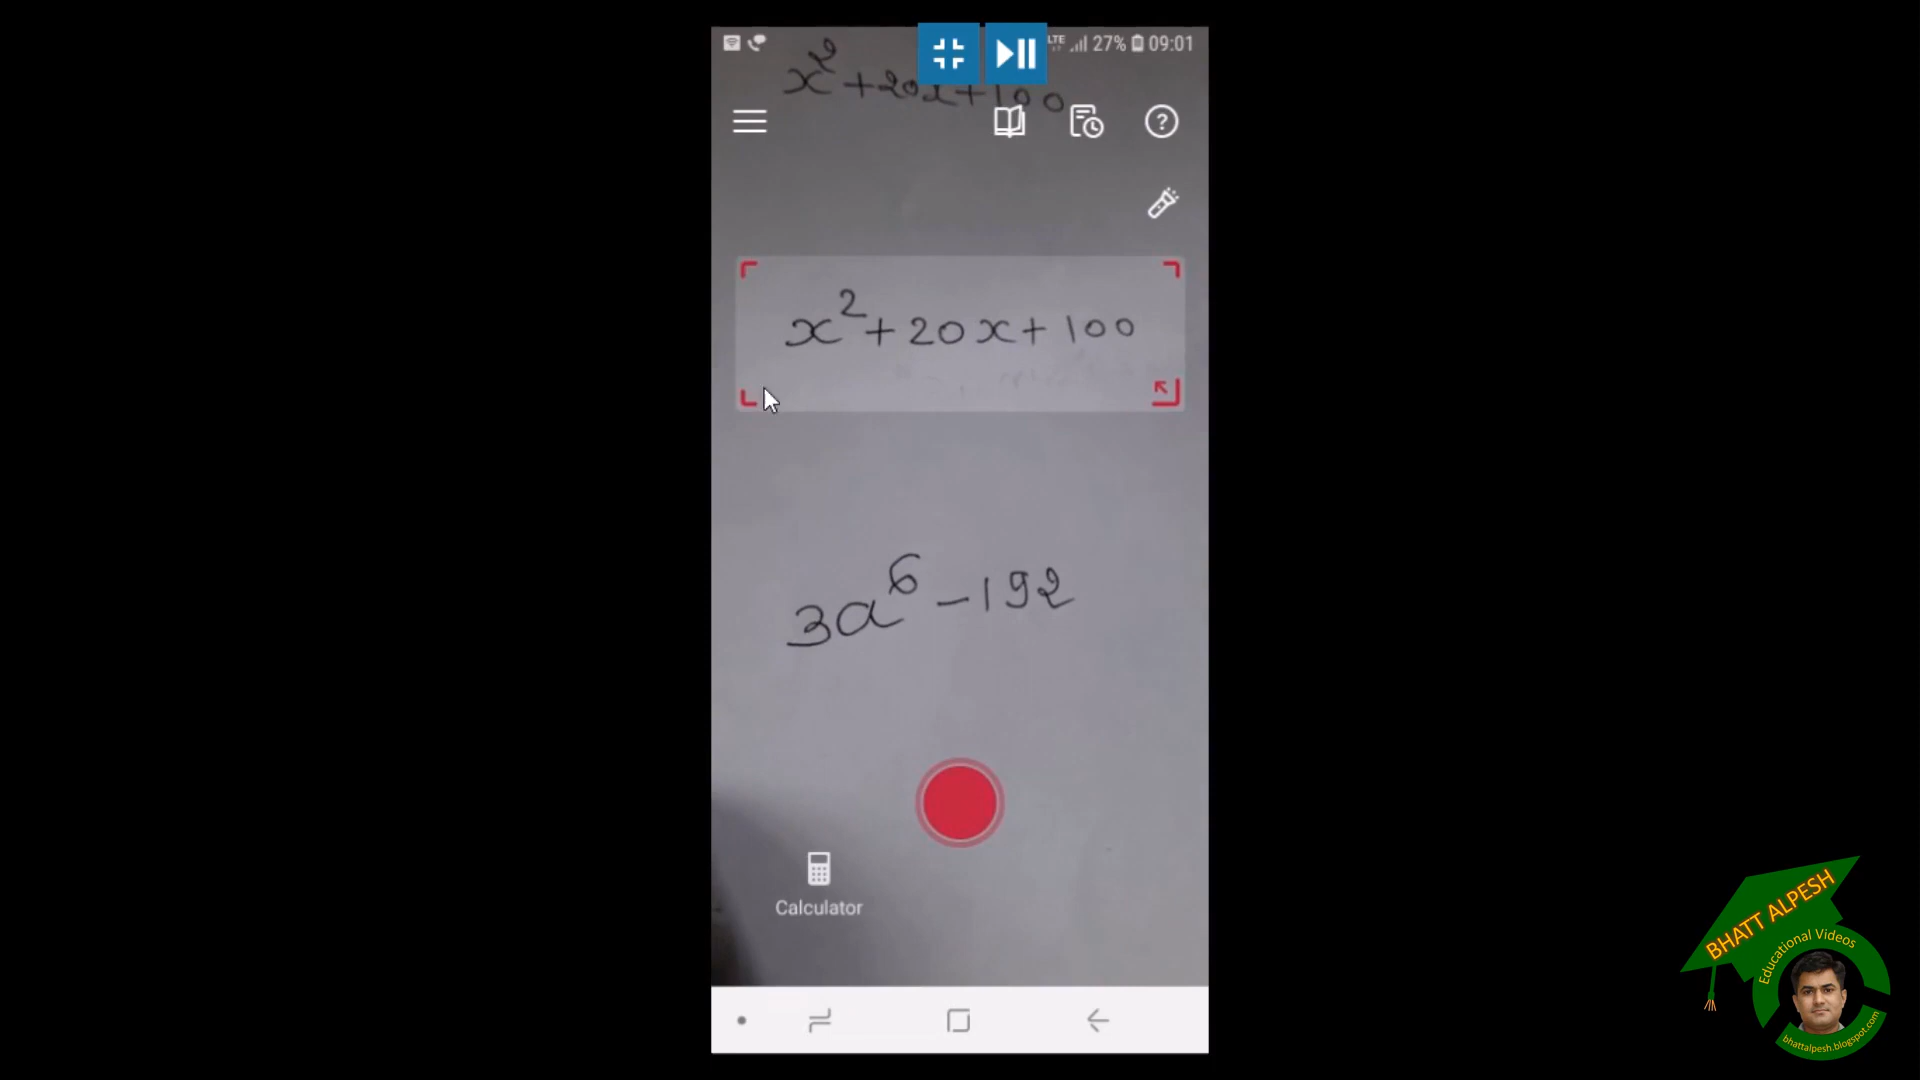 LTE 27% 09:01
x²+20x+100
x²+20x+100
3a⁶-192
Calculator
BHATT ALPESH
Educational Videos
bhattalpesh.blogspot.com